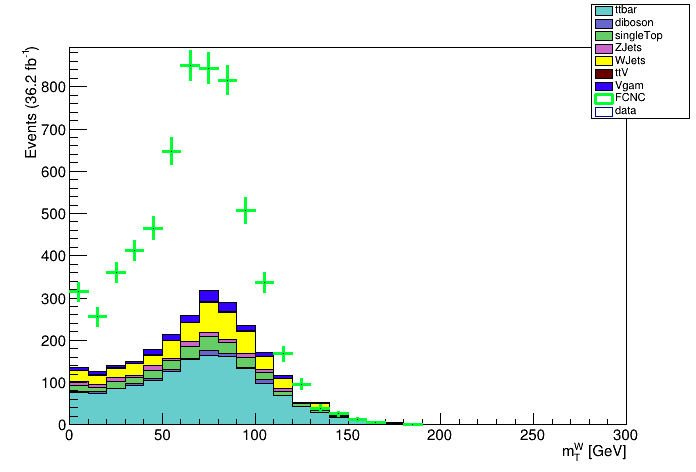 ttbar
diboson
singleTop
ZJets
WJets
ttV
Vgam
FCNC
data
Events (36.2 fb⁻¹)
800
700
600
500
400
300
200
100
0
0 50 100 150 200 250 300
m_T^W [GeV]